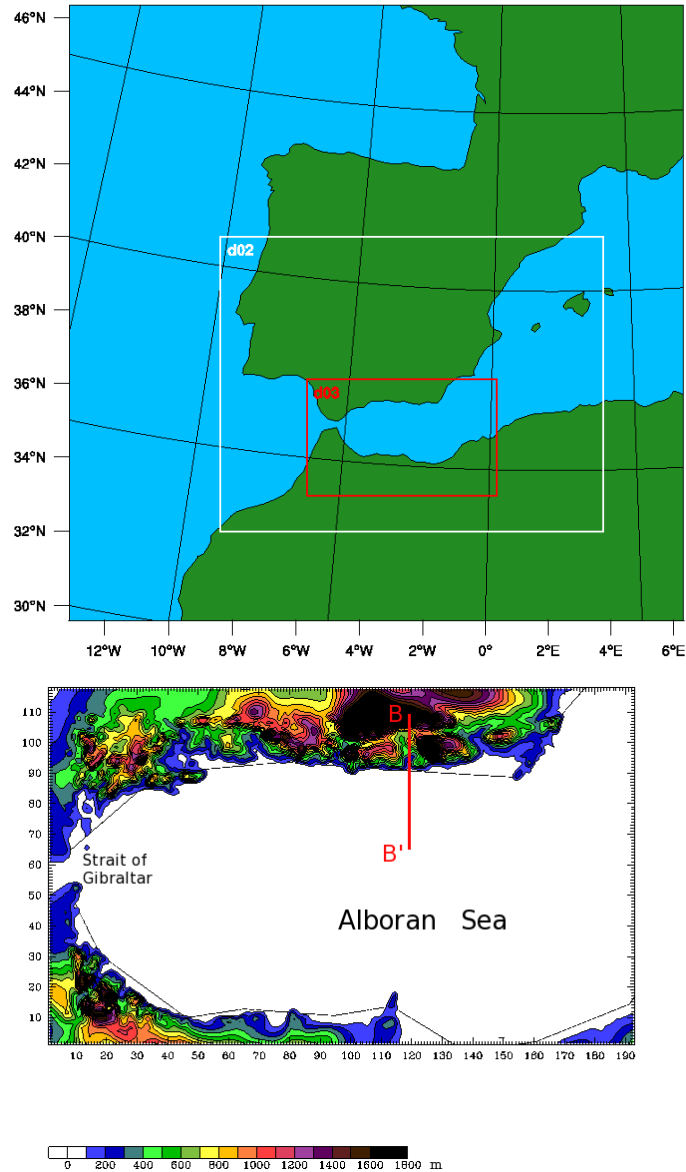 46°N
44°N
42°N
40°N
38°N
36°N
34°N
32°N
30°N
d02
d03
12°W 10°W 8°W 6°W 4°W 2°W 0° 2°E 4°E 6°E
110
100
90
80
70
60
50
40
30
20
10
B
B'
Strait of
Gibraltar
Alboran Sea
10 20 30 40 50 60 70 80 90 100 110 120 130 140 150 160 170 180 190
0 200 400 600 800 1000 1200 1400 1600 1800 m